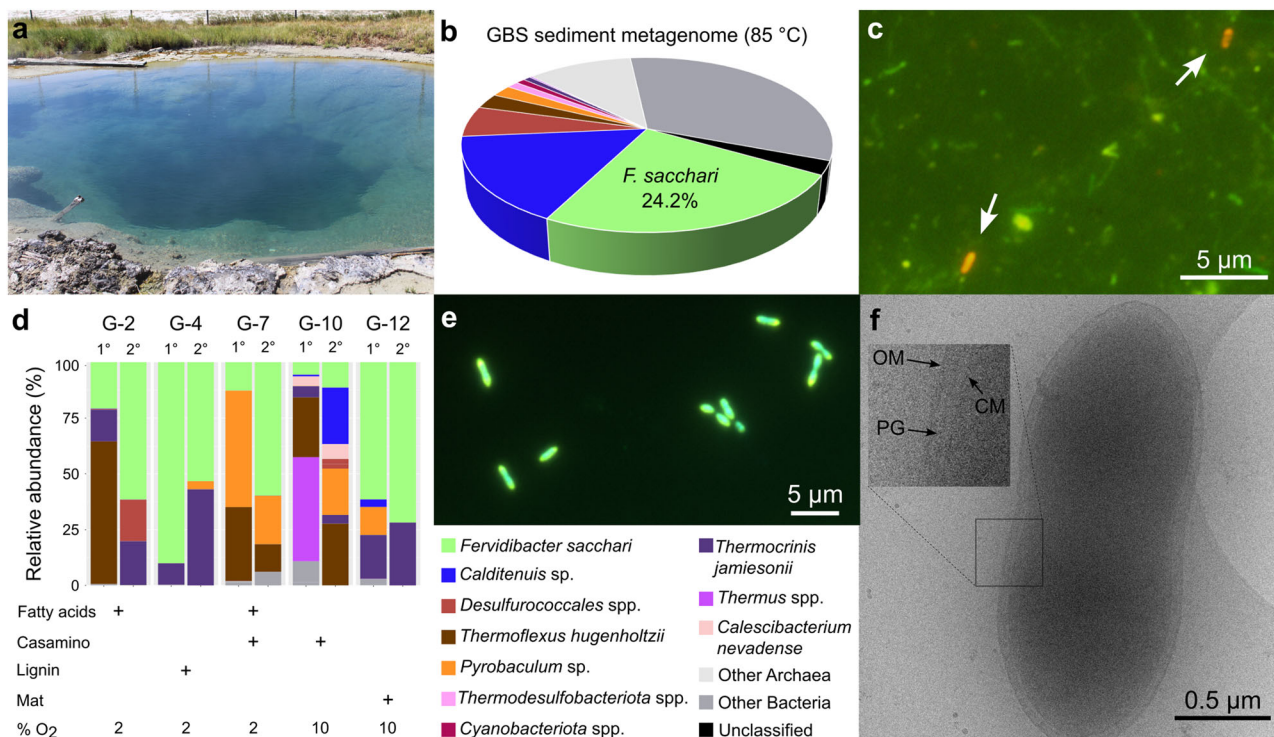 a
b
GBS sediment metagenome (85 °C)
F. sacchari
24.2%
c
5 µm
d
G-2 G-4 G-7 G-10 G-12
1° 2° 1° 2° 1° 2° 1° 2° 1° 2°
Relative abundance (%)
100
75
50
25
0
Fatty acids + +
Casamino + +
Lignin +
Mat +
% O2 2 2 2 10 10
e
5 µm
Fervidibacter sacchari
Calditenuis sp.
Desulfurococcales spp.
Thermoflexus hugenholtzii
Pyrobaculum sp.
Thermodesulfobacteriota spp.
Cyanobacteriota spp.
Thermocrinis
jamiesonii
Thermus spp.
Calescibacterium
nevadense
Other Archaea
Other Bacteria
Unclassified
f
OM
CM
PG
0.5 µm